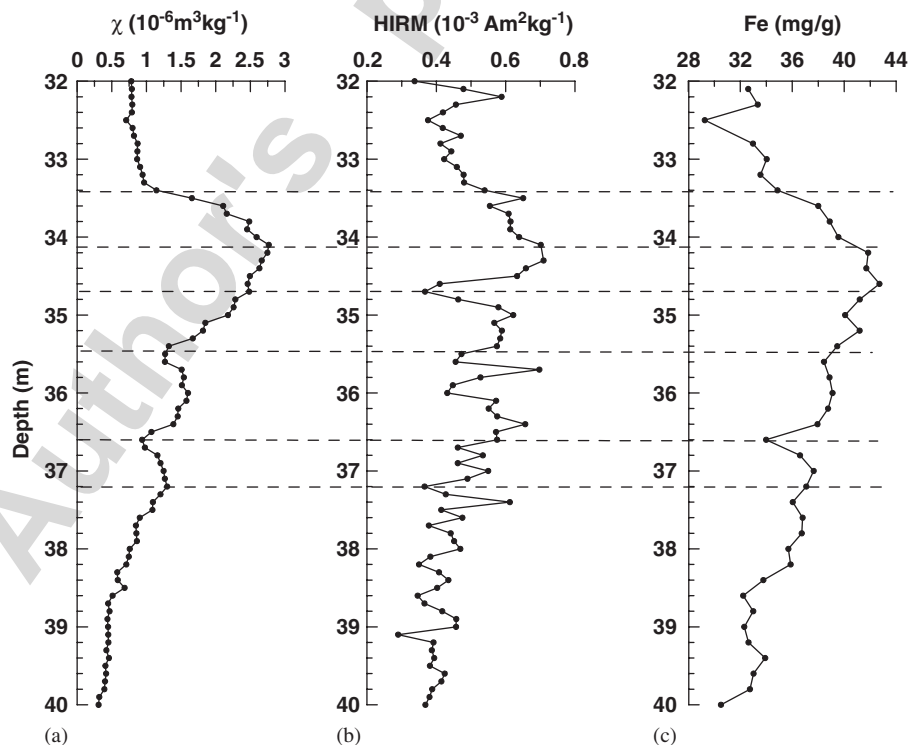 χ (10⁻⁶m³kg⁻¹) HIRM (10⁻³ Am²kg⁻¹) Fe (mg/g)
0 0.5 1 1.5 2 2.5 3 0.2 0.4 0.6 0.8 1 28 32 36 40 44
32 32 32
33 33 33
34 34 34
35 35 35
36 36 36
37 37 37
38 38 38
39 39 39
40 40 40
Depth (m)
(a) (b) (c)
Author's p